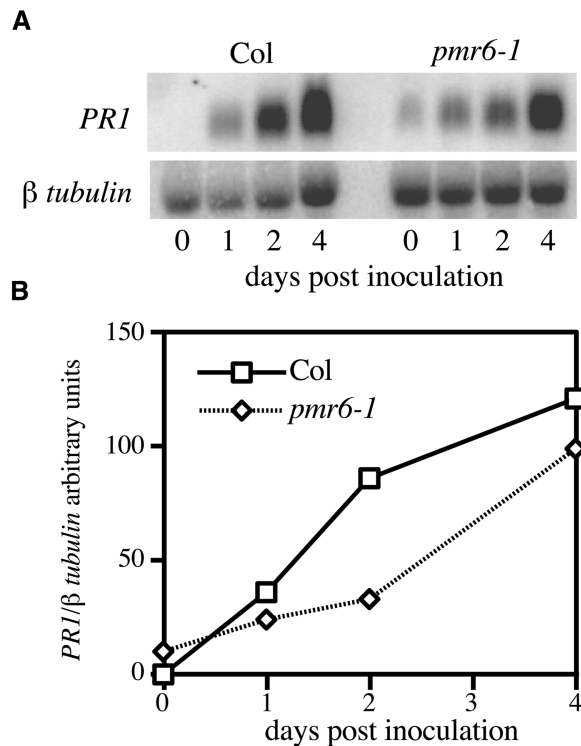 A
Col pmr6-1
PR1
β tubulin
0 1 2 4 0 1 2 4
days post inoculation
B
PR1/β tubulin arbitrary units
150
100
50
0
Col
pmr6-1
0 1 2 3 4
days post inoculation